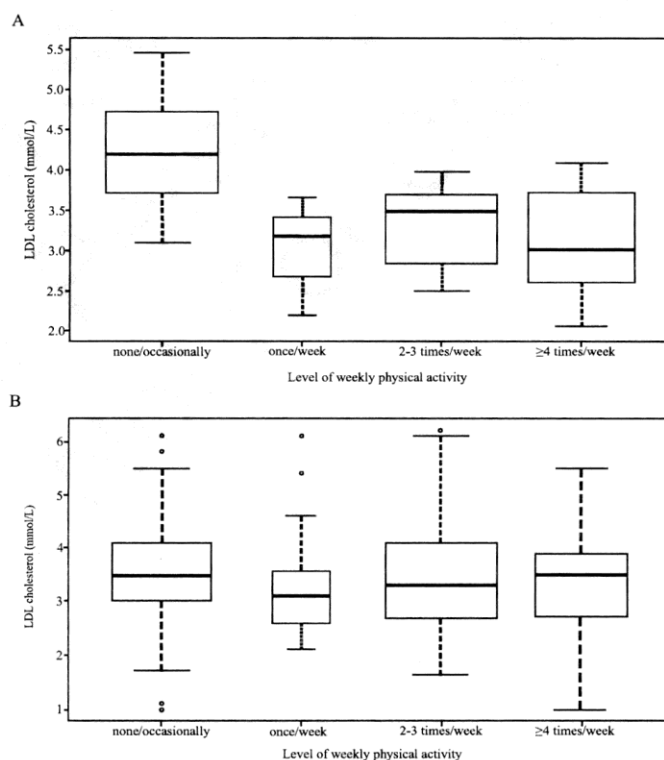 A
5.5
5.0
4.5
4.0
3.5
3.0
2.5
2.0
LDL cholesterol (mmol/L)
none/occasionally once/week 2-3 times/week ≥4 times/week
Level of weekly physical activity
B
6
5
4
3
2
1
LDL cholesterol (mmol/L)
none/occasionally once/week 2-3 times/week ≥4 times/week
Level of weekly physical activity